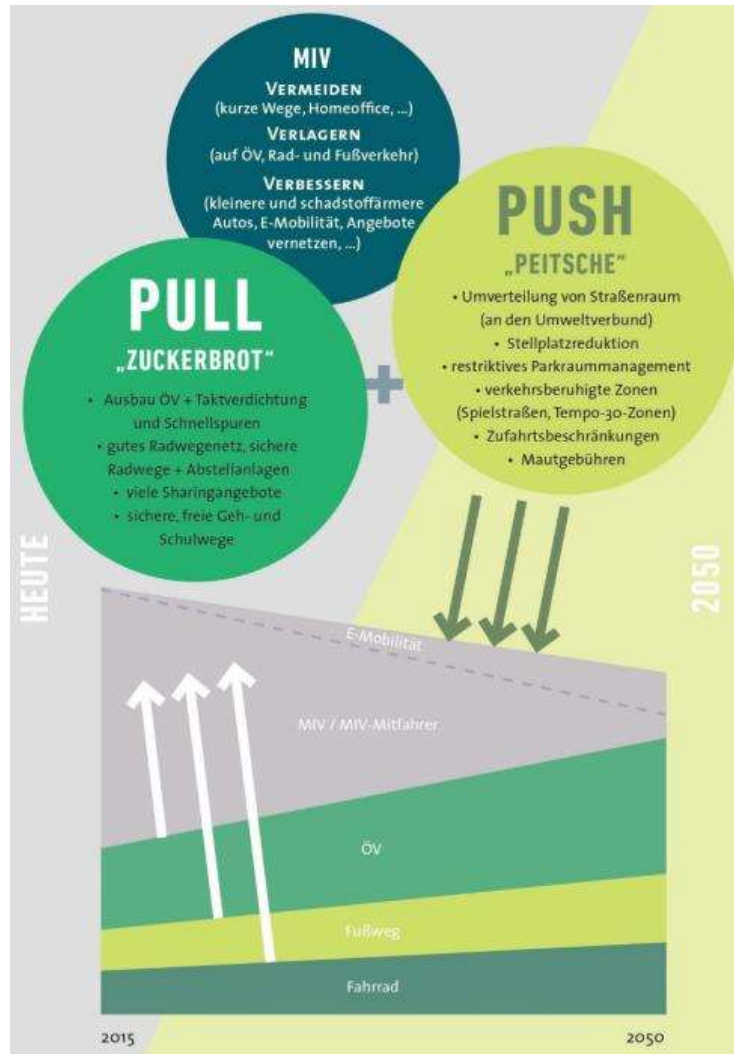 MIV
VERMEIDEN
(kurze Wege, Homeoffice, ...)
VERLAGERN
(auf ÖV, Rad- und Fußverkehr)
VERBESSERN
(kleinere und schadstoffärmere
Autos, E-Mobilität, Angebote
vernetzen, ...)
PUSH
„PEITSCHE“
• Umverteilung von Straßenraum
(an den Umweltverbund)
• Stellplatzreduktion
• restriktives Parkraummanagement
• verkehrsberuhigte Zonen
(Spielstraßen, Tempo-30-Zonen)
• Zufahrtsbeschränkungen
• Mautgebühren
PULL
„ZUCKERBROT“
• Ausbau ÖV + Taktverdichtung
und Schnellspuren
• gutes Radwegenetz, sichere
Radwege + Abstellanlagen
• viele Sharingangebote
• sichere, freie Geh- und
Schulwege
+
HEUTE
2050
E-Mobilität
MIV / MIV-Mitfahrer
ÖV
Fußweg
Fahrrad
2015
2050